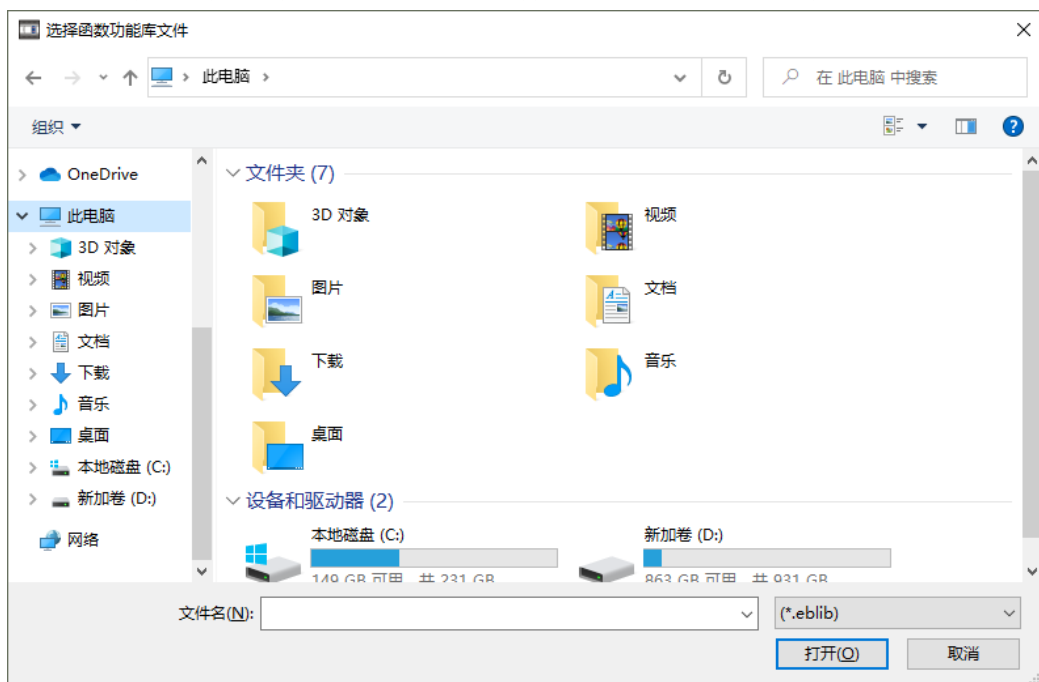 选择函数功能库文件
此电脑
在 此电脑 中搜索
组织
OneDrive
此电脑
3D 对象
视频
图片
文档
下载
音乐
桌面
本地磁盘 (C:)
新加卷 (D:)
网络
文件夹 (7)
3D 对象
视频
图片
文档
下载
音乐
桌面
设备和驱动器 (2)
本地磁盘 (C:)
149 GB 可用，共 231 GB
新加卷 (D:)
863 GB 可用，共 931 GB
文件名(N):
(*.eblib)
打开(O)
取消